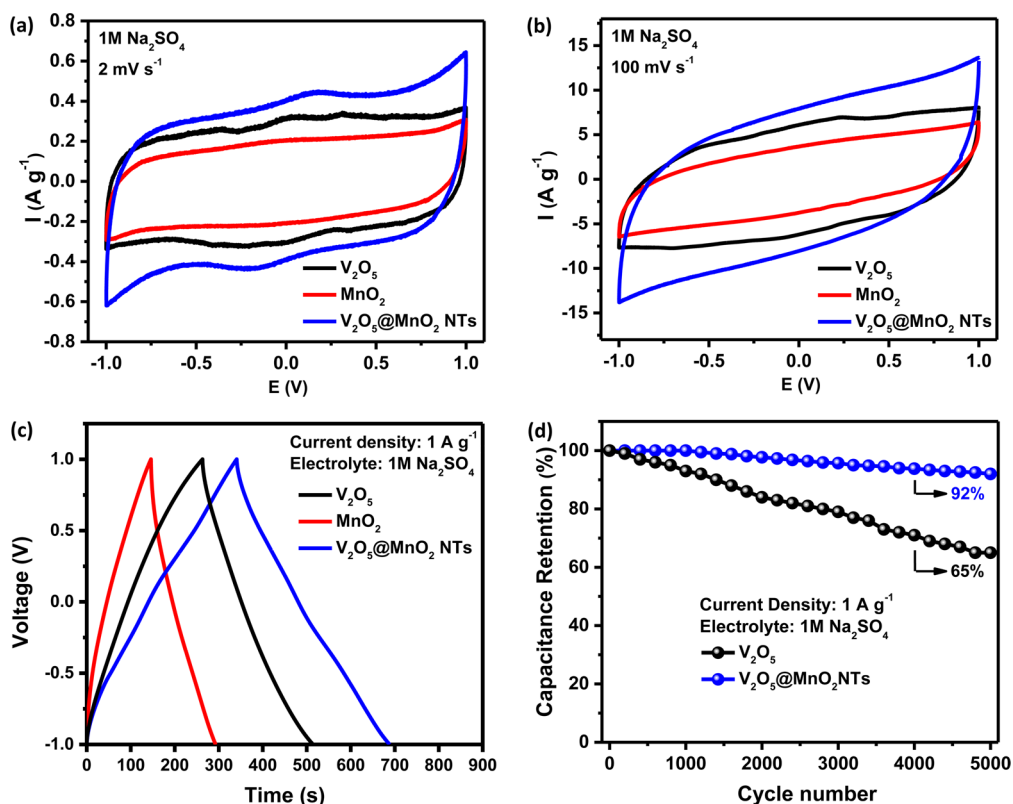 (a)
1M Na₂SO₄
2 mV s⁻¹
I (A g⁻¹)
0.8
0.6
0.4
0.2
0.0
-0.2
-0.4
-0.6
-0.8
V₂O₅
MnO₂
V₂O₅@MnO₂ NTs
-1.0 -0.5 0.0 0.5 1.0
E (V)
(b)
1M Na₂SO₄
100 mV s⁻¹
I (A g⁻¹)
15
10
5
0
-5
-10
-15
V₂O₅
MnO₂
V₂O₅@MnO₂ NTs
-1.0 -0.5 0.0 0.5 1.0
E (V)
(c)
Current density: 1 A g⁻¹
Electrolyte: 1M Na₂SO₄
V₂O₅
MnO₂
V₂O₅@MnO₂ NTs
Voltage (V)
1.0
0.5
0.0
-0.5
-1.0
0 100 200 300 400 500 600 700 800 900
Time (s)
(d)
Capacitance Retention (%)
100
80
60
40
20
0
92%
65%
Current Density: 1 A g⁻¹
Electrolyte: 1M Na₂SO₄
V₂O₅
V₂O₅@MnO₂NTs
0 1000 2000 3000 4000 5000
Cycle number